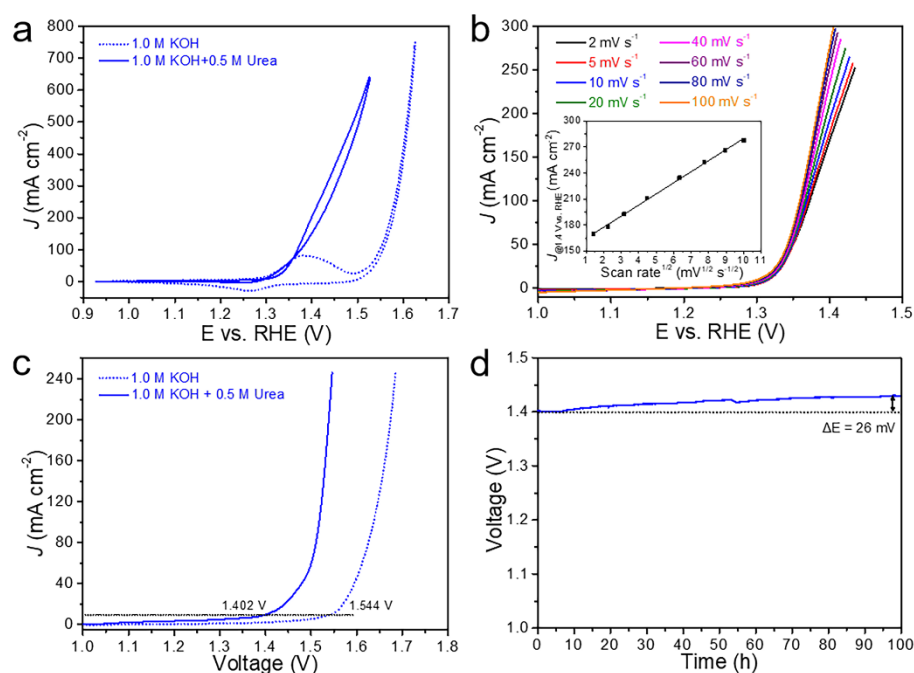 a
1.0 M KOH
1.0 M KOH+0.5 M Urea
J (mA cm⁻²)
800
700
600
500
400
300
200
100
0
0.9 1.0 1.1 1.2 1.3 1.4 1.5 1.6 1.7
E vs. RHE (V)
b
2 mV s⁻¹
5 mV s⁻¹
10 mV s⁻¹
20 mV s⁻¹
40 mV s⁻¹
60 mV s⁻¹
80 mV s⁻¹
100 mV s⁻¹
J (mA cm⁻²)
300
250
200
150
100
50
0
1.0 1.1 1.2 1.3 1.4 1.5
E vs. RHE (V)
J@1.4 V vs. RHE (mA cm⁻²)
300
270
240
210
180
150
1 2 3 4 5 6 7 8 9 10 11
Scan rate¹ᐟ² (mV¹ᐟ² s⁻¹ᐟ²)
c
1.0 M KOH
1.0 M KOH + 0.5 M Urea
J (mA cm⁻²)
240
200
160
120
80
40
0
1.402 V
1.544 V
1.0 1.1 1.2 1.3 1.4 1.5 1.6 1.7 1.8
Voltage (V)
d
Voltage (V)
1.5
1.4
1.3
1.2
1.1
1.0
ΔE = 26 mV
0 10 20 30 40 50 60 70 80 90 100
Time (h)